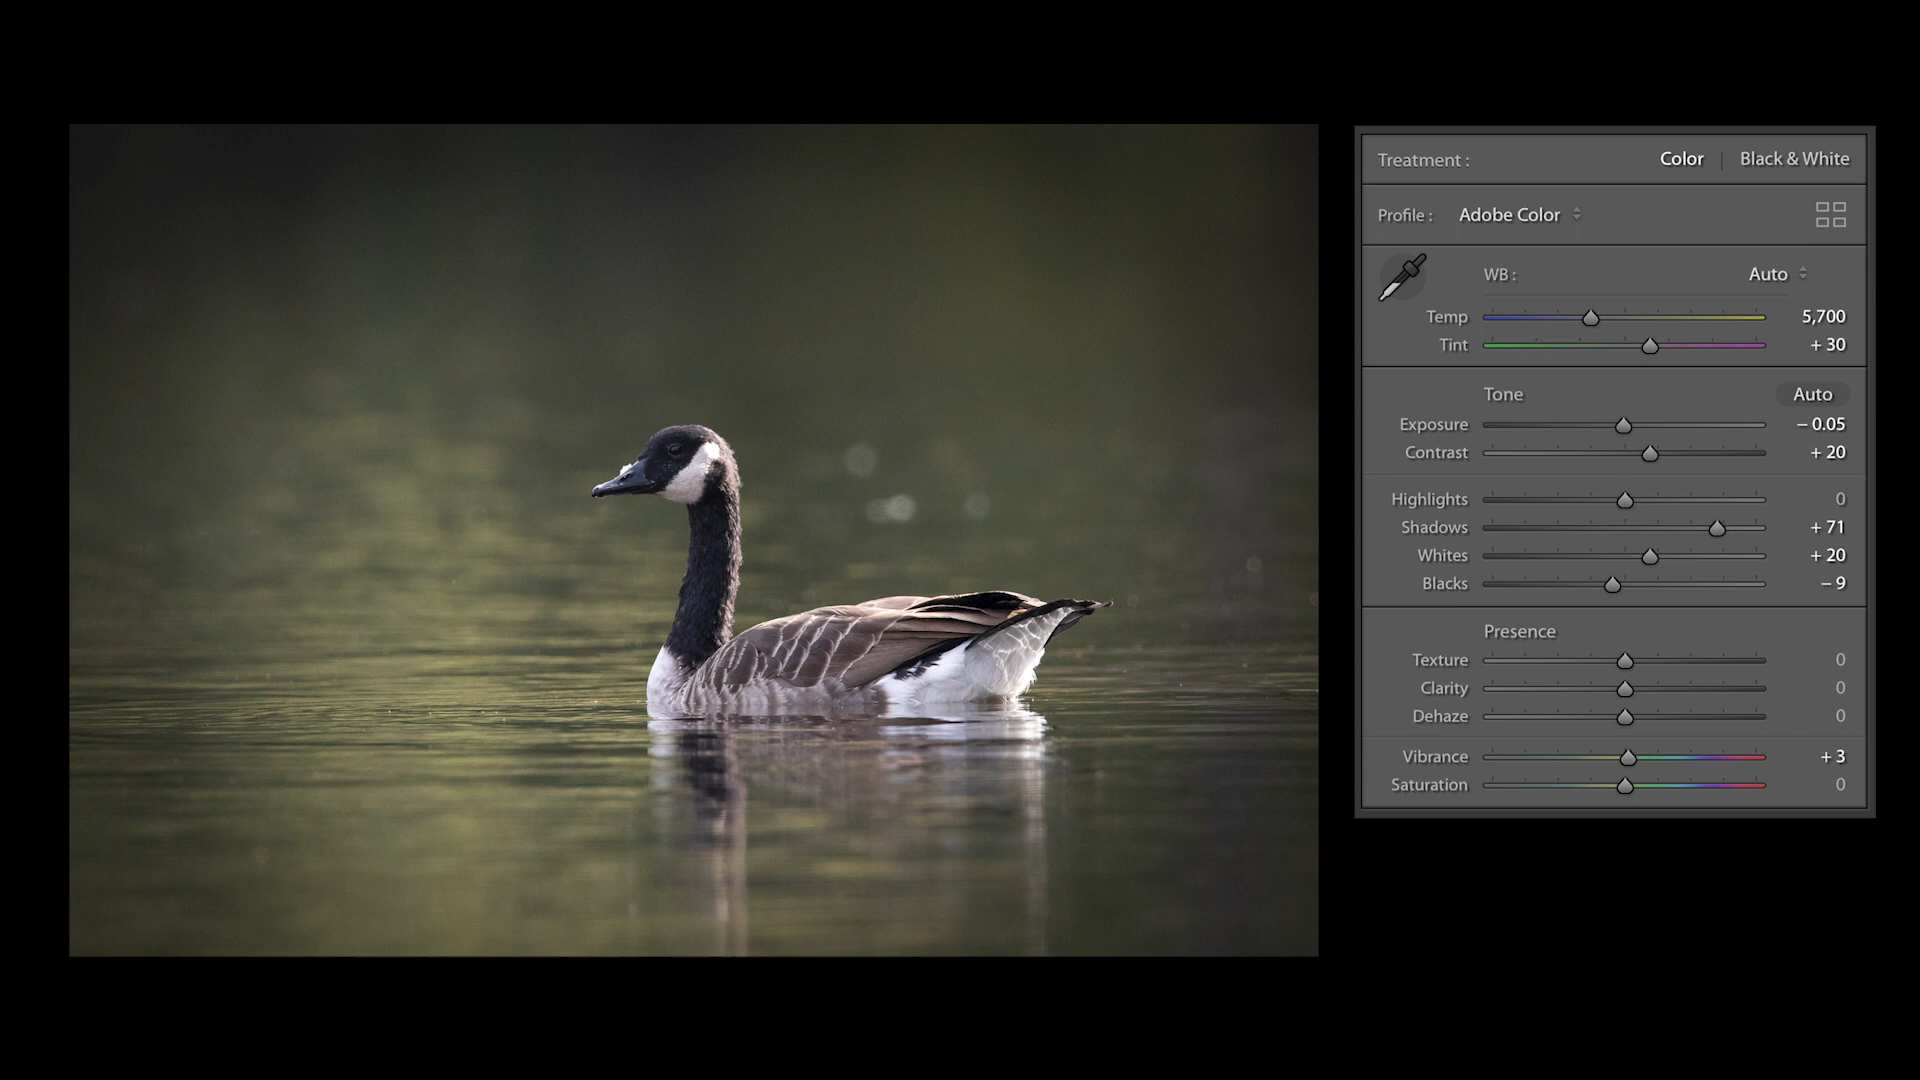 Treatment : Color | Black & White
Profile : Adobe Color
WB : Auto
Temp 5,700
Tint + 30
Tone Auto
Exposure – 0.05
Contrast + 20
Highlights 0
Shadows + 71
Whites + 20
Blacks – 9
Presence
Texture 0
Clarity 0
Dehaze 0
Vibrance + 3
Saturation 0